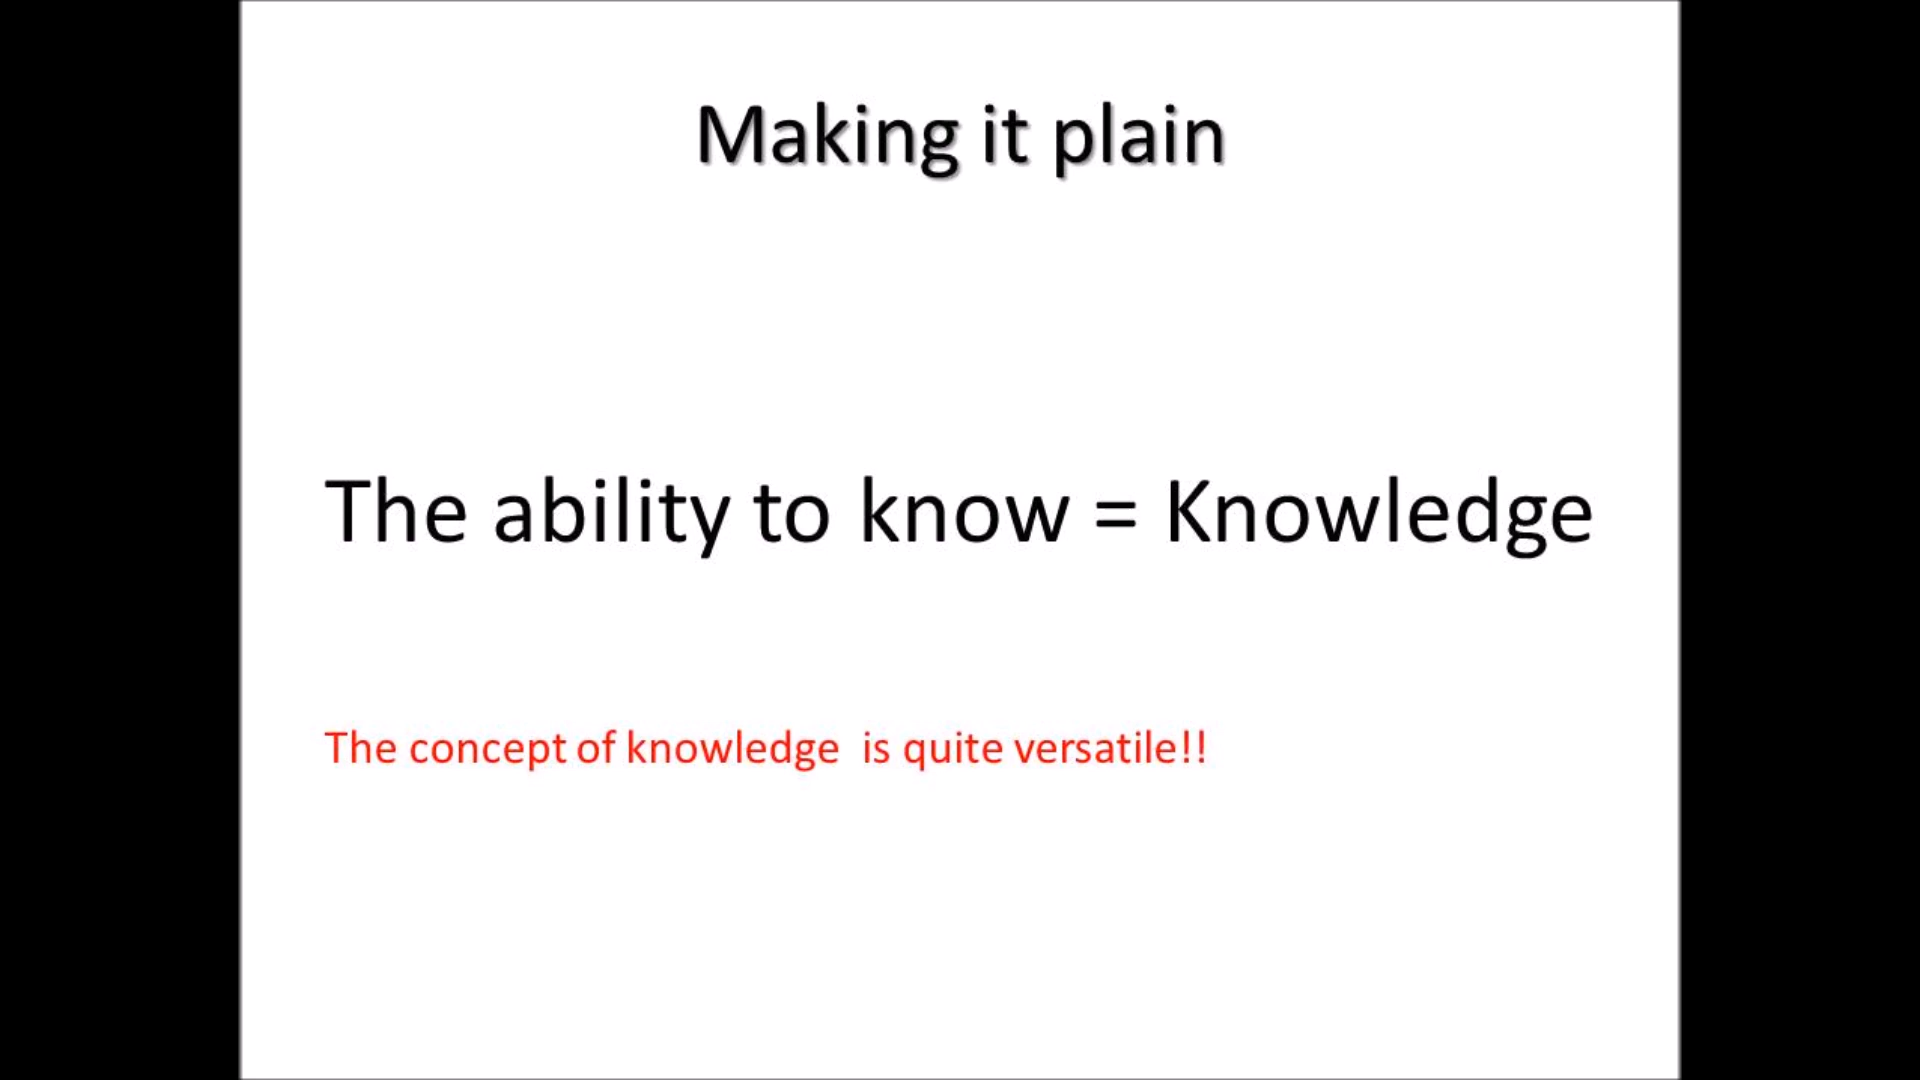 Making it plain
The ability to know = Knowledge
The concept of knowledge  is quite versatile!!